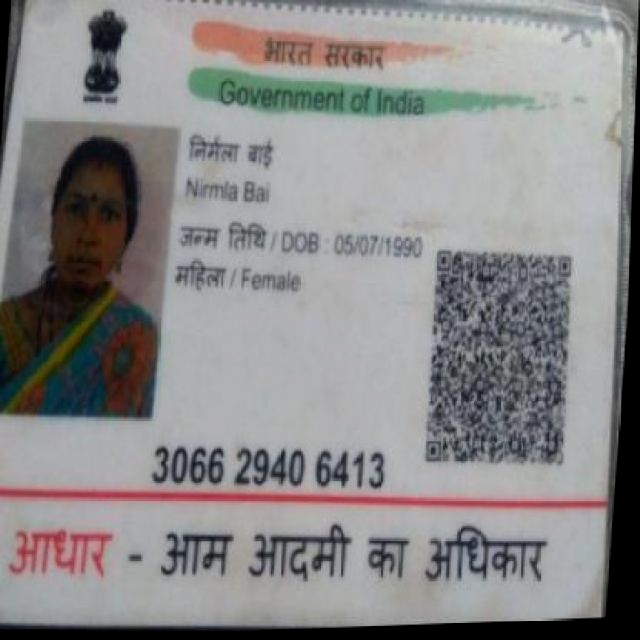 भारत सरकार
Government of India
निर्मला बाई
Nirmla Bai
जन्म तिथि / DOB : 05/07/1990
महिला / Female
3066 2940 6413
आधार - आम आदमी का अधिकार